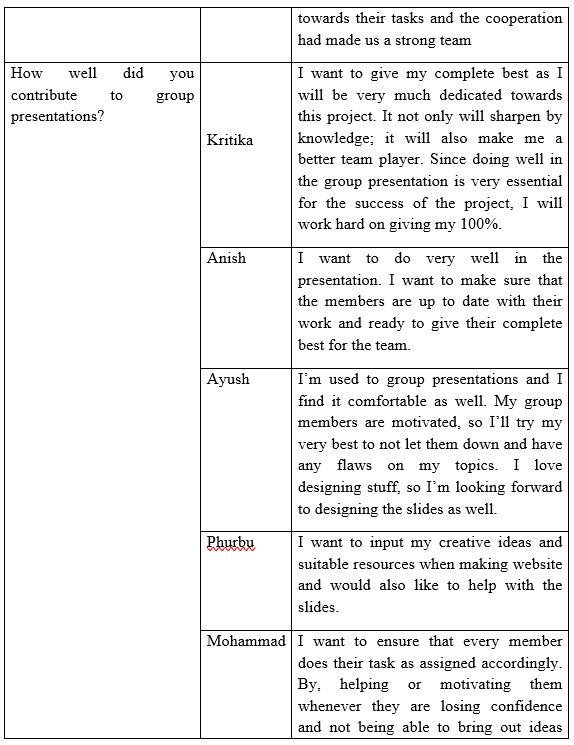 towards their tasks and the cooperation
had made us a strong team
How well did you
contribute to group
presentations?
Kritika
I want to give my complete best as I
will be very much dedicated towards
this project. It not only will sharpen by
knowledge; it will also make me a
better team player. Since doing well in
the group presentation is very essential
for the success of the project, I will
work hard on giving my 100%.
Anish
I want to do very well in the
presentation. I want to make sure that
the members are up to date with their
work and ready to give their complete
best for the team.
Ayush
I’m used to group presentations and I
find it comfortable as well. My group
members are motivated, so I’ll try my
very best to not let them down and have
any flaws on my topics. I love
designing stuff, so I’m looking forward
to designing the slides as well.
Phurbu
I want to input my creative ideas and
suitable resources when making website
and would also like to help with the
slides.
Mohammad
I want to ensure that every member
does their task as assigned accordingly.
By, helping or motivating them
whenever they are losing confidence
and not being able to bring out ideas